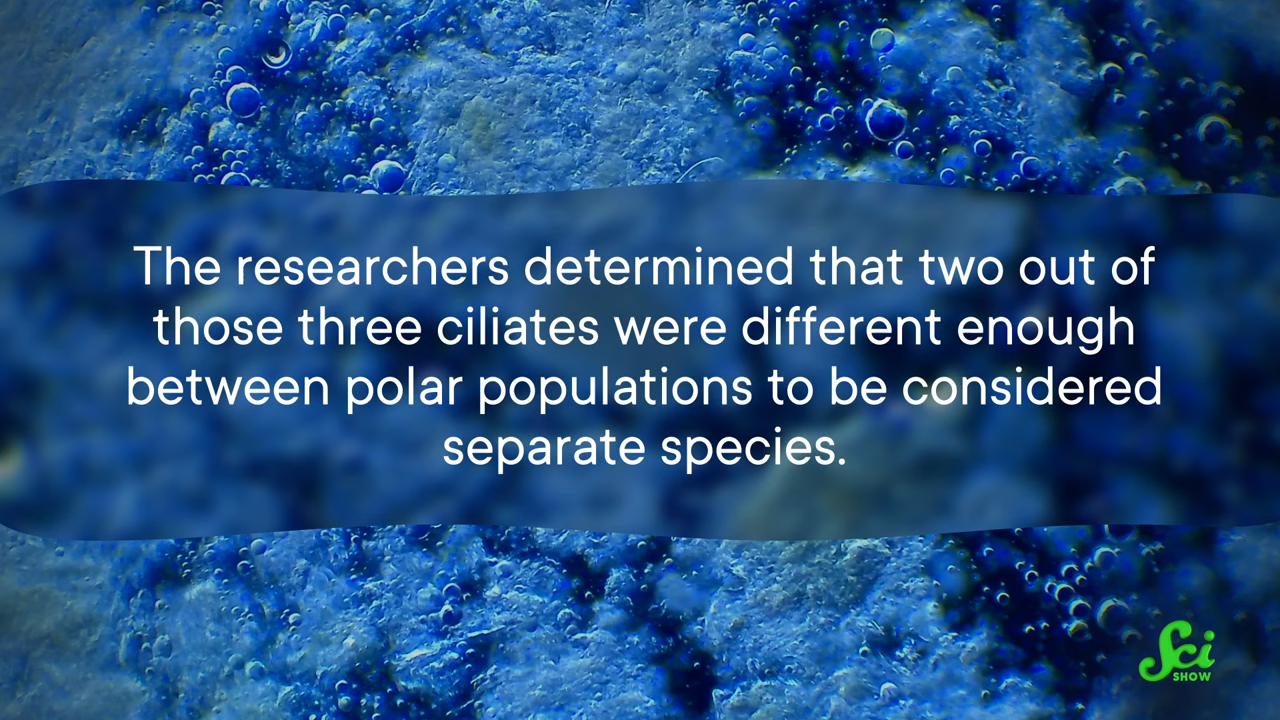 The researchers determined that two out of
those three ciliates were different enough
between polar populations to be considered
separate species.
Sci
SHOW